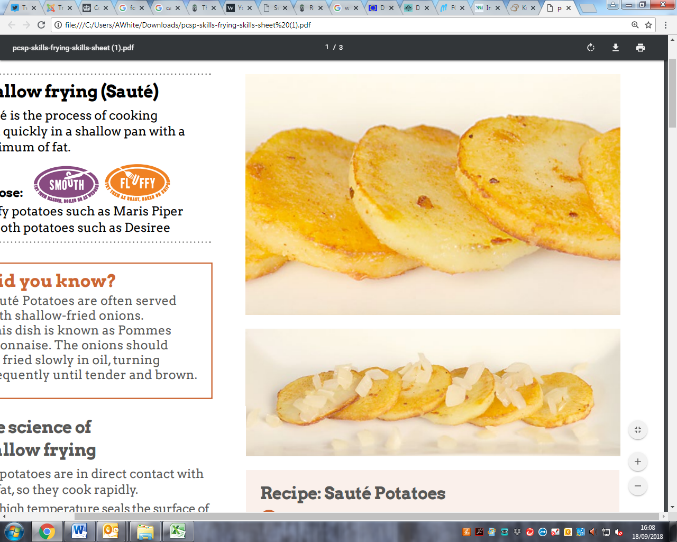 file:///C:/Users/AWhite/Downloads/pcsp-skills-frying-skills-sheet%20(1).pdf
pcsp-skills-frying-skills-sheet (1).pdf
1 / 3
allow frying (Sauté)
é is the process of cooking
quickly in a shallow pan with a
imum of fat.
ose:
SMOOTH
FLUFFY
fy potatoes such as Maris Piper
oth potatoes such as Desiree
id you know?
uté Potatoes are often served
th shallow-fried onions.
his dish is known as Pommes
onnaise. The onions should
fried slowly in oil, turning
equently until tender and brown.
e science of
allow frying
potatoes are in direct contact with
fat, so they cook rapidly.
high temperature seals the surface of
Recipe: Sauté Potatoes
16:08
18/09/2018